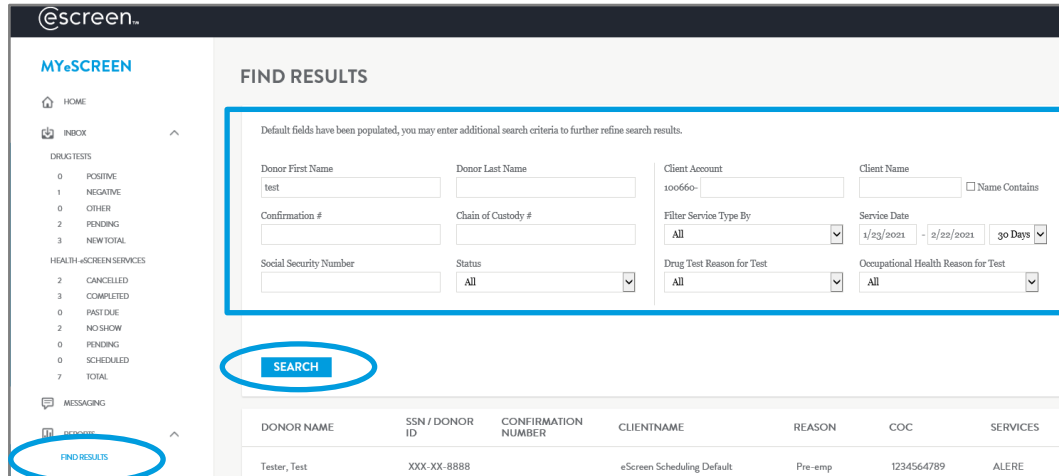 escreen™
MYeSCREEN
HOME
INBOX
DRUG TESTS
0 POSITIVE
1 NEGATIVE
0 OTHER
2 PENDING
3 NEW TOTAL
HEALTH-eSCREEN SERVICES
2 CANCELLED
3 COMPLETED
0 PAST DUE
2 NO SHOW
0 PENDING
0 SCHEDULED
7 TOTAL
MESSAGING
REPORTS
FIND RESULTS
FIND RESULTS
Default fields have been populated, you may enter additional search criteria to further refine search results.
Donor First Name Donor Last Name Client Account Client Name
test 100660- Name Contains
Confirmation # Chain of Custody # Filter Service Type By Service Date
All 1/23/2021 - 2/22/2021 30 Days
Social Security Number Status Drug Test Reason for Test Occupational Health Reason for Test
All All All
SEARCH
DONOR NAME SSN / DONOR ID CONFIRMATION NUMBER CLIENTNAME REASON COC SERVICES
Tester, Test XXX-XX-8888 eScreen Scheduling Default Pre-emp 1234564789 ALERE